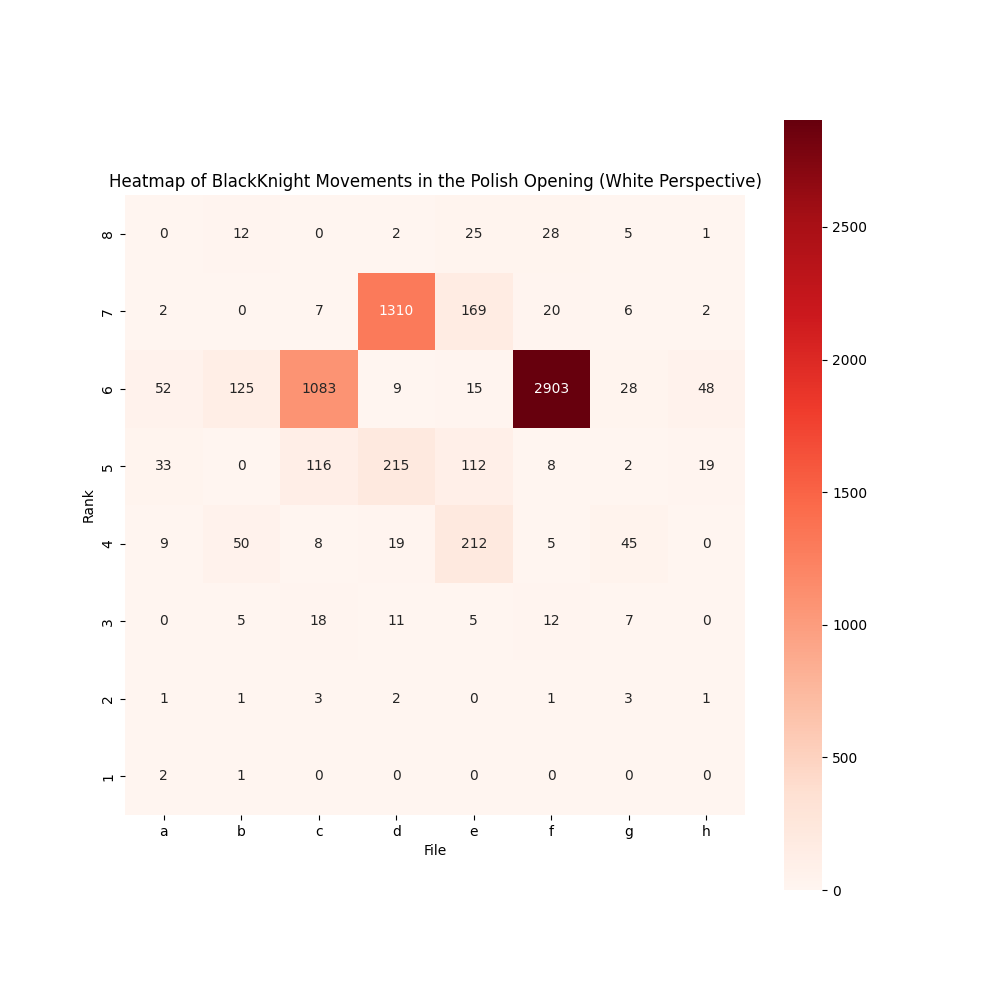 Heatmap of BlackKnight Movements in the Polish Opening (White Perspective)
8 0 12 0 2 25 28 5 1
7 2 0 7 1310 169 20 6 2
6 52 125 1083 9 15 2903 28 48
5 33 0 116 215 112 8 2 19
4 9 50 8 19 212 5 45 0
3 0 5 18 11 5 12 7 0
2 1 1 3 2 0 1 3 1
1 2 1 0 0 0 0 0 0
a b c d e f g h
File
Rank
2500
2000
1500
1000
500
0